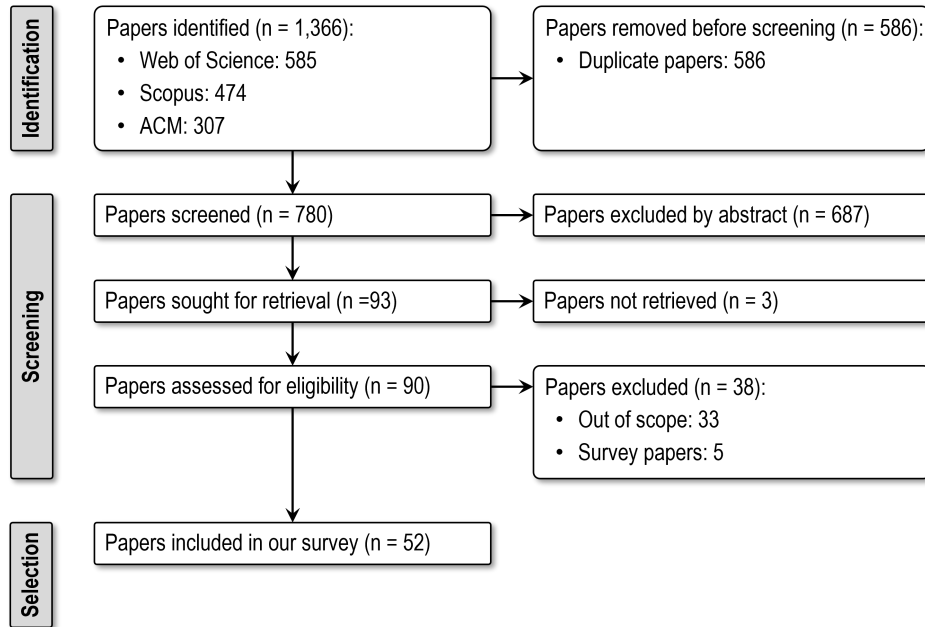 Identification
Papers identified (n = 1,366):
• Web of Science: 585
• Scopus: 474
• ACM: 307
Papers removed before screening (n = 586):
• Duplicate papers: 586
Screening
Papers screened (n = 780)
Papers excluded by abstract (n = 687)
Papers sought for retrieval (n =93)
Papers not retrieved (n = 3)
Papers assessed for eligibility (n = 90)
Papers excluded (n = 38):
• Out of scope: 33
• Survey papers: 5
Selection
Papers included in our survey (n = 52)